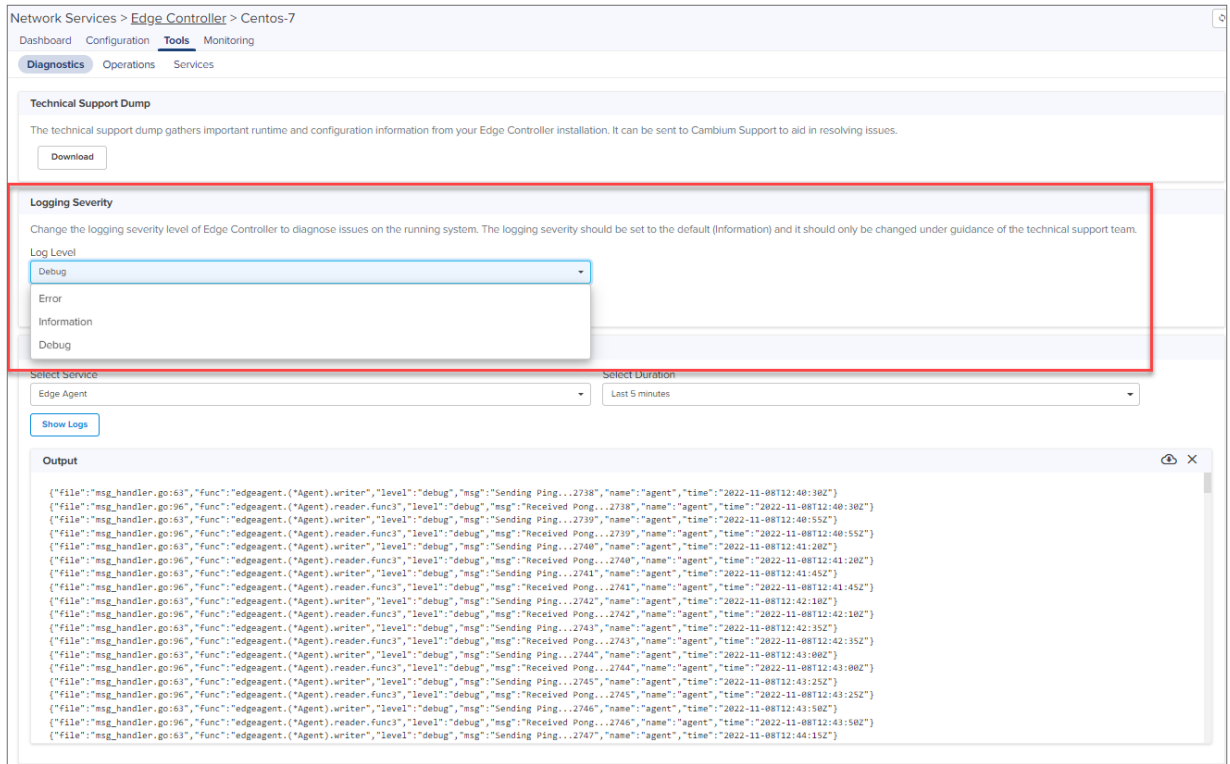 Network Services > Edge Controller > Centos-7
Dashboard Configuration Tools Monitoring
Diagnostics Operations Services
Technical Support Dump
The technical support dump gathers important runtime and configuration information from your Edge Controller installation. It can be sent to Cambium Support to aid in resolving issues.
Download
Logging Severity
Change the logging severity level of Edge Controller to diagnose issues on the running system. The logging severity should be set to the default (Information) and it should only be changed under guidance of the technical support team.
Log Level
Debug
Error
Information
Debug
Select Service Select Duration
Edge Agent Last 5 minutes
Show Logs
Output
{"file":"msg_handler.go:63","func":"edgeagent.(*Agent).writer","level":"debug","msg":"Sending Ping...2738","name":"agent","time":"2022-11-08T12:40:30Z"}
{"file":"msg_handler.go:96","func":"edgeagent.(*Agent).reader.func3","level":"debug","msg":"Received Pong...2738","name":"agent","time":"2022-11-08T12:40:30Z"}
{"file":"msg_handler.go:63","func":"edgeagent.(*Agent).writer","level":"debug","msg":"Sending Ping...2739","name":"agent","time":"2022-11-08T12:40:55Z"}
{"file":"msg_handler.go:96","func":"edgeagent.(*Agent).reader.func3","level":"debug","msg":"Received Pong...2739","name":"agent","time":"2022-11-08T12:40:55Z"}
{"file":"msg_handler.go:63","func":"edgeagent.(*Agent).writer","level":"debug","msg":"Sending Ping...2740","name":"agent","time":"2022-11-08T12:41:20Z"}
{"file":"msg_handler.go:96","func":"edgeagent.(*Agent).reader.func3","level":"debug","msg":"Received Pong...2740","name":"agent","time":"2022-11-08T12:41:20Z"}
{"file":"msg_handler.go:63","func":"edgeagent.(*Agent).writer","level":"debug","msg":"Sending Ping...2741","name":"agent","time":"2022-11-08T12:41:45Z"}
{"file":"msg_handler.go:96","func":"edgeagent.(*Agent).reader.func3","level":"debug","msg":"Received Pong...2741","name":"agent","time":"2022-11-08T12:41:45Z"}
{"file":"msg_handler.go:63","func":"edgeagent.(*Agent).writer","level":"debug","msg":"Sending Ping...2742","name":"agent","time":"2022-11-08T12:42:10Z"}
{"file":"msg_handler.go:96","func":"edgeagent.(*Agent).reader.func3","level":"debug","msg":"Received Pong...2742","name":"agent","time":"2022-11-08T12:42:10Z"}
{"file":"msg_handler.go:63","func":"edgeagent.(*Agent).writer","level":"debug","msg":"Sending Ping...2743","name":"agent","time":"2022-11-08T12:42:35Z"}
{"file":"msg_handler.go:96","func":"edgeagent.(*Agent).reader.func3","level":"debug","msg":"Received Pong...2743","name":"agent","time":"2022-11-08T12:42:35Z"}
{"file":"msg_handler.go:63","func":"edgeagent.(*Agent).writer","level":"debug","msg":"Sending Ping...2744","name":"agent","time":"2022-11-08T12:43:00Z"}
{"file":"msg_handler.go:96","func":"edgeagent.(*Agent).reader.func3","level":"debug","msg":"Received Pong...2744","name":"agent","time":"2022-11-08T12:43:00Z"}
{"file":"msg_handler.go:63","func":"edgeagent.(*Agent).writer","level":"debug","msg":"Sending Ping...2745","name":"agent","time":"2022-11-08T12:43:25Z"}
{"file":"msg_handler.go:96","func":"edgeagent.(*Agent).reader.func3","level":"debug","msg":"Received Pong...2745","name":"agent","time":"2022-11-08T12:43:25Z"}
{"file":"msg_handler.go:63","func":"edgeagent.(*Agent).writer","level":"debug","msg":"Sending Ping...2746","name":"agent","time":"2022-11-08T12:43:50Z"}
{"file":"msg_handler.go:96","func":"edgeagent.(*Agent).reader.func3","level":"debug","msg":"Received Pong...2746","name":"agent","time":"2022-11-08T12:43:50Z"}
{"file":"msg_handler.go:63","func":"edgeagent.(*Agent).writer","level":"debug","msg":"Sending Ping...2747","name":"agent","time":"2022-11-08T12:44:15Z"}